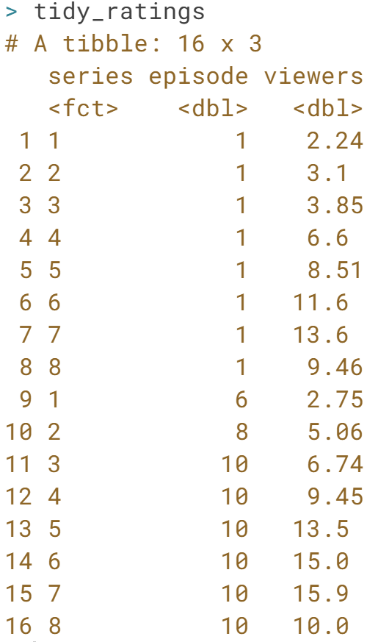 > tidy_ratings
# A tibble: 16 x 3
   series episode viewers
   <fct>    <dbl>   <dbl>
 1 1            1    2.24
 2 2            1    3.1
 3 3            1    3.85
 4 4            1    6.6
 5 5            1    8.51
 6 6            1   11.6
 7 7            1   13.6
 8 8            1    9.46
 9 1            6    2.75
10 2            8    5.06
11 3           10    6.74
12 4           10    9.45
13 5           10   13.5
14 6           10   15.0
15 7           10   15.9
16 8           10   10.0